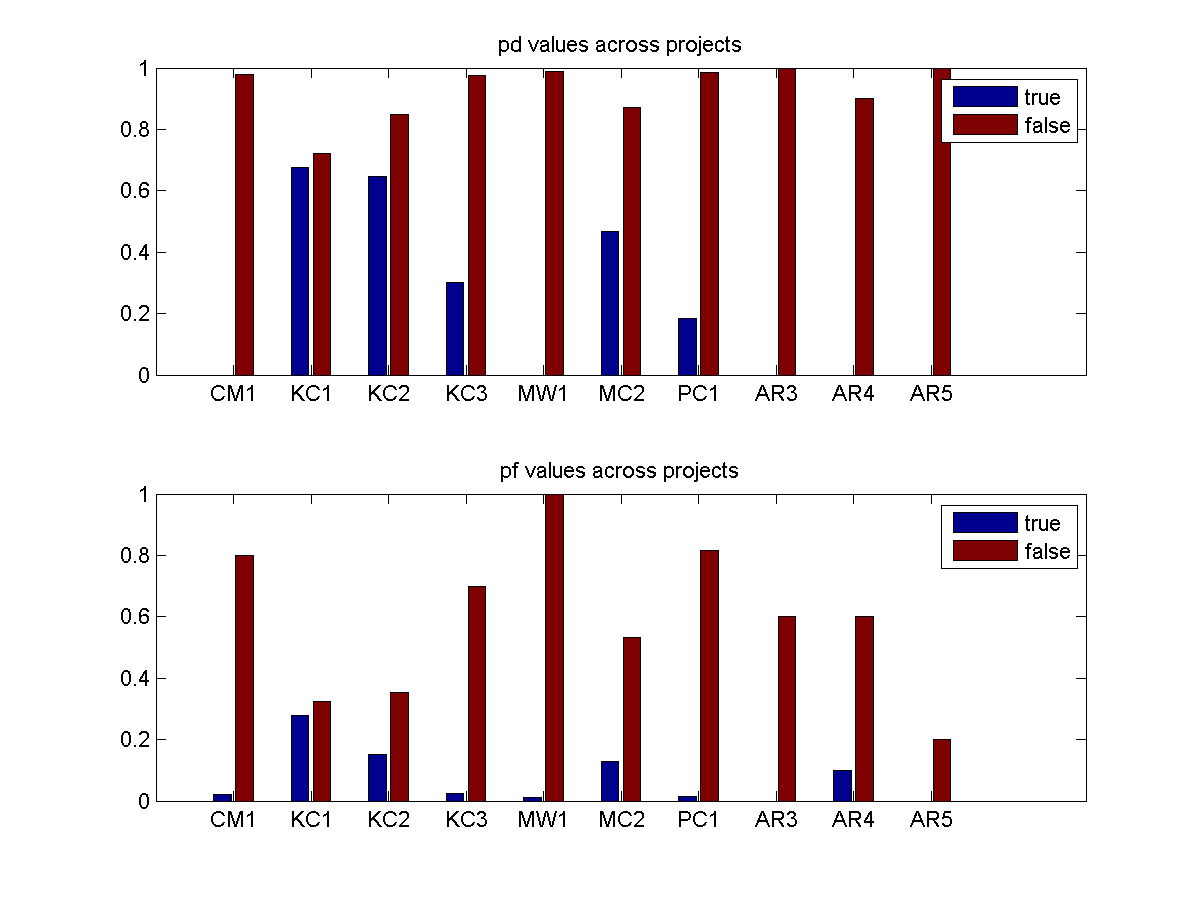 pd values across projects
1
0.8
0.6
0.4
0.2
0
true
false
CM1 KC1 KC2 KC3 MW1 MC2 PC1 AR3 AR4 AR5
pf values across projects
1
0.8
0.6
0.4
0.2
0
true
false
CM1 KC1 KC2 KC3 MW1 MC2 PC1 AR3 AR4 AR5